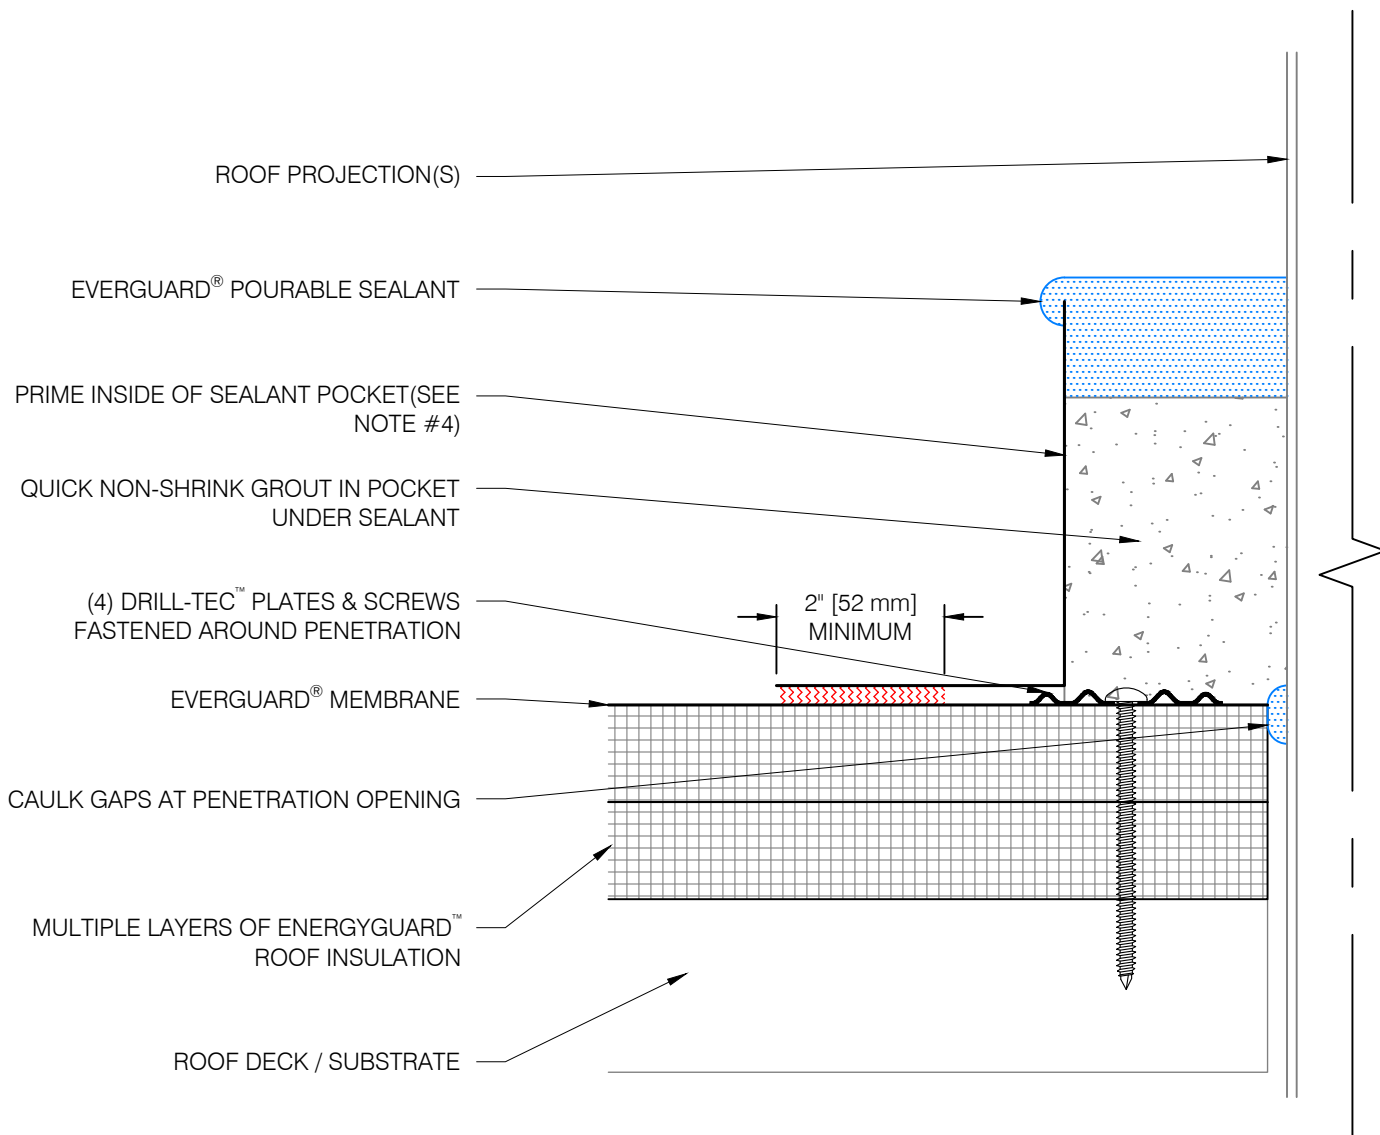 ROOF PROJECTION(S)
EVERGUARD® POURABLE SEALANT
PRIME INSIDE OF SEALANT POCKET(SEE
NOTE #4)
QUICK NON-SHRINK GROUT IN POCKET
UNDER SEALANT
(4) DRILL-TEC™ PLATES & SCREWS
FASTENED AROUND PENETRATION
2" [52 mm]
MINIMUM
EVERGUARD® MEMBRANE
CAULK GAPS AT PENETRATION OPENING
MULTIPLE LAYERS OF ENERGYGUARD™
ROOF INSULATION
ROOF DECK / SUBSTRATE